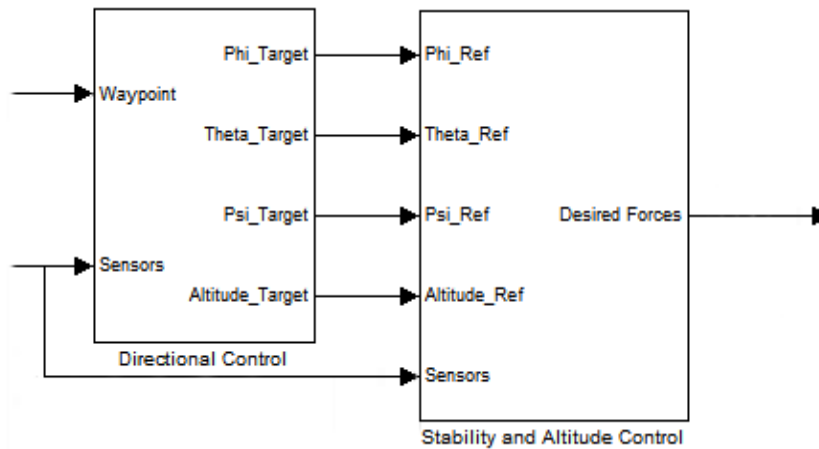 Waypoint
Sensors
Phi_Target
Theta_Target
Psi_Target
Altitude_Target
Directional Control
Phi_Ref
Theta_Ref
Psi_Ref
Altitude_Ref
Sensors
Desired Forces
Stability and Altitude Control